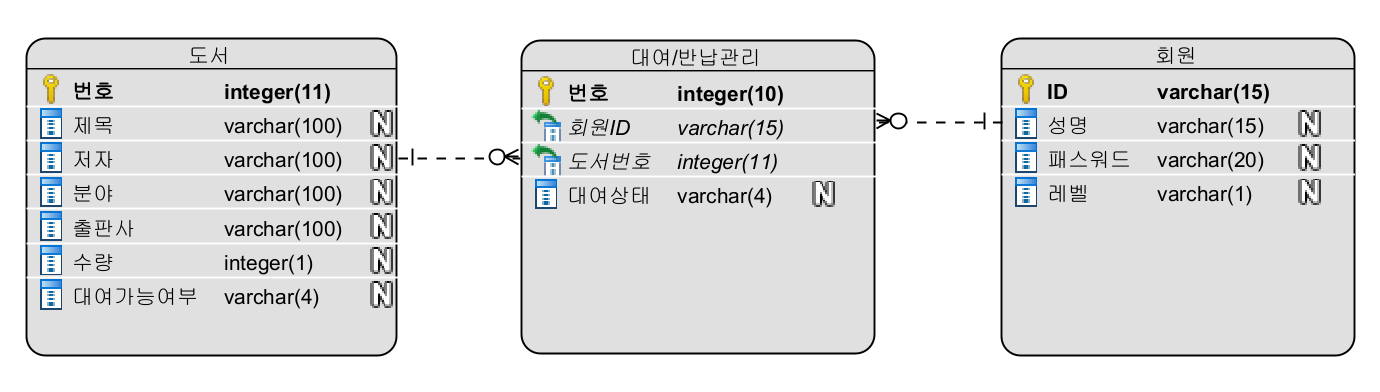 도서
번호 integer(11)
제목 varchar(100) N
저자 varchar(100) N
분야 varchar(100) N
출판사 varchar(100) N
수량 integer(1) N
대여가능여부 varchar(4) N
대여/반납관리
번호 integer(10)
회원ID varchar(15)
도서번호 integer(11)
대여상태 varchar(4) N
회원
ID varchar(15)
성명 varchar(15) N
패스워드 varchar(20) N
레벨 varchar(1) N